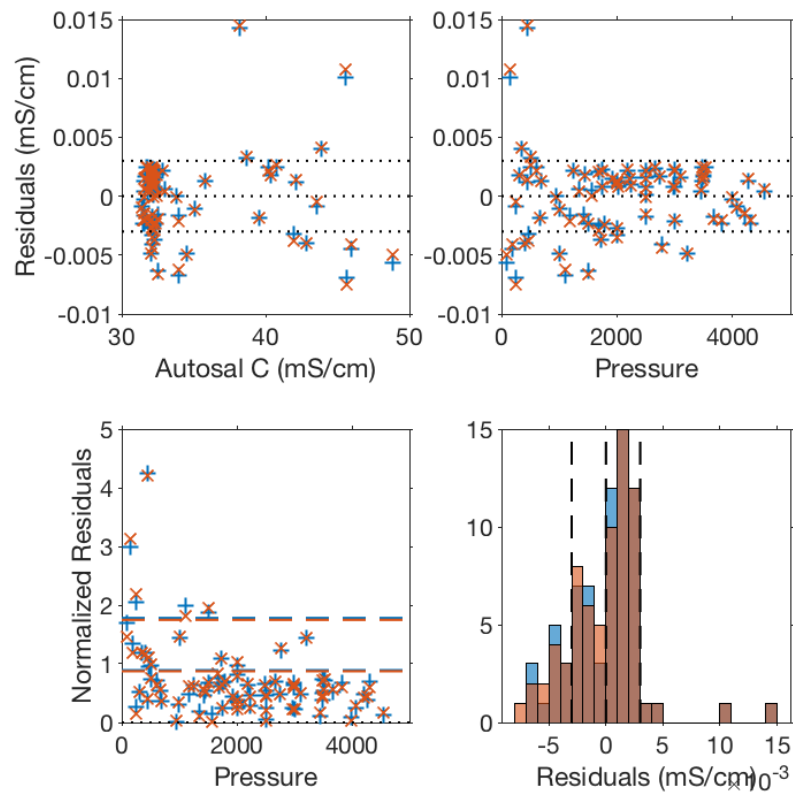 0.015
0.01
0.005
0
-0.005
-0.01
Residuals (mS/cm)
30 40 50
Autosal C (mS/cm)
0.015
0.01
0.005
0
-0.005
-0.01
0 2000 4000
Pressure
5
4
3
2
1
0
Normalized Residuals
0 2000 4000
Pressure
15
10
5
0
-5 0 5 10 15
Residuals (mS/cm)
×10-3